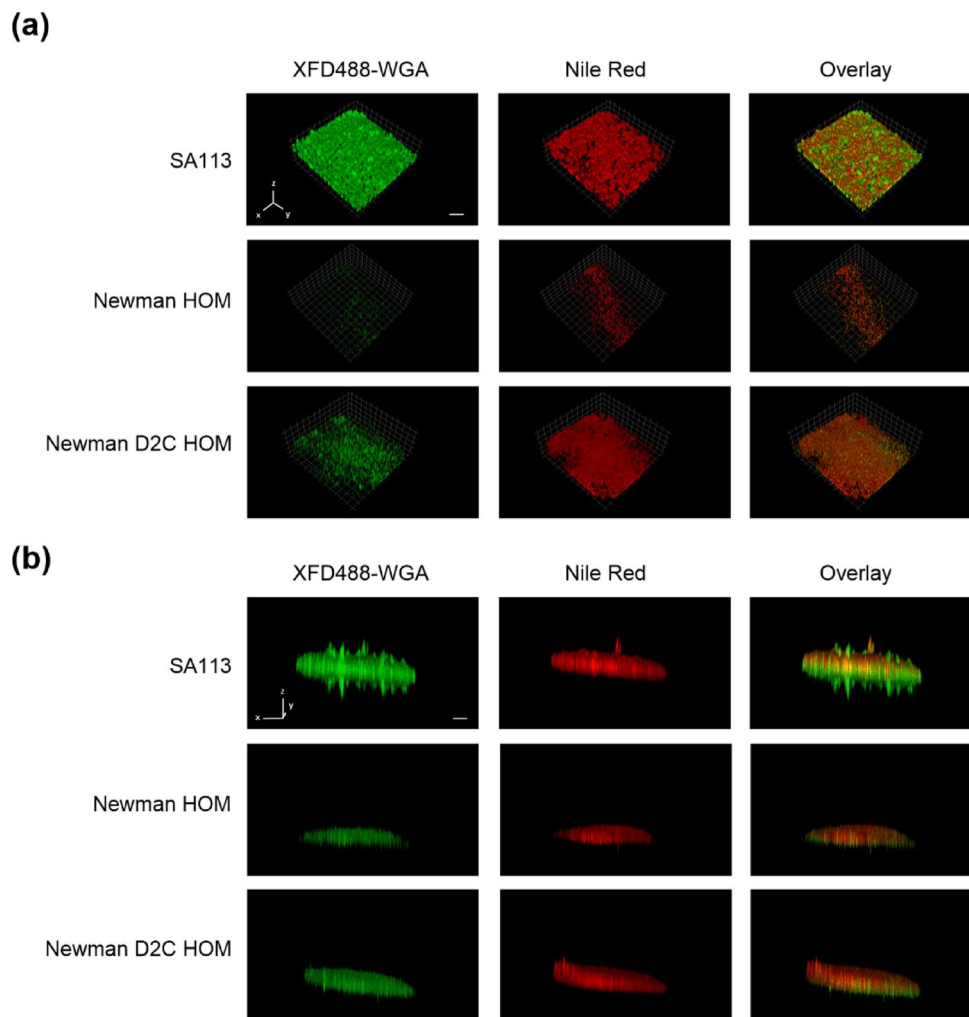 (a)
XFD488-WGA Nile Red Overlay
SA113
z
x y
Newman HOM
Newman D2C HOM
(b)
XFD488-WGA Nile Red Overlay
SA113
z
y
x
Newman HOM
Newman D2C HOM